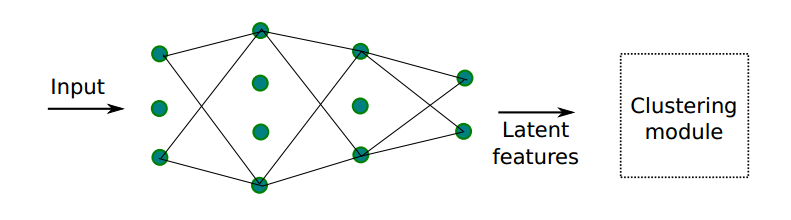 Input
Latent
features
Clustering
module